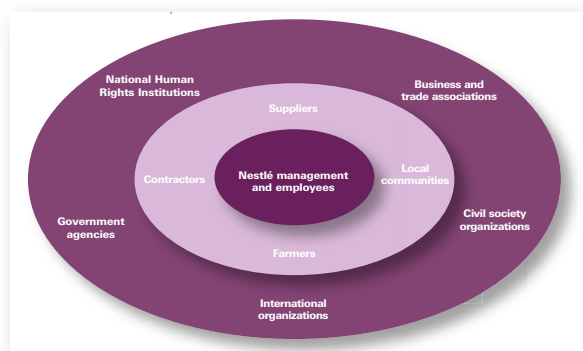 National Human
Rights Institutions
Business and
trade associations
Suppliers
Contractors
Nestlé management
and employees
Local
communities
Government
agencies
Civil society
organizations
Farmers
International
organizations